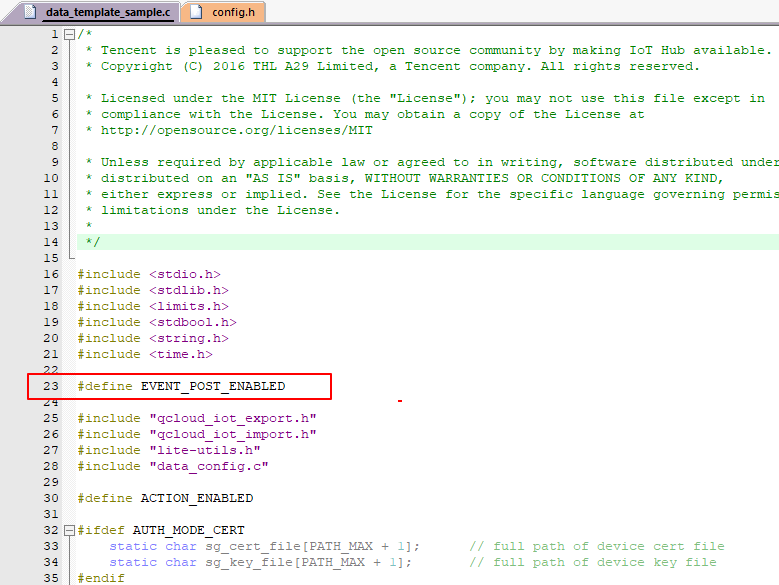 data_template_sample.c config.h
1 /*
2 * Tencent is pleased to support the open source community by making IoT Hub available.
3 * Copyright (C) 2016 THL A29 Limited, a Tencent company. All rights reserved.
4
5 * Licensed under the MIT License (the "License"); you may not use this file except in
6 * compliance with the License. You may obtain a copy of the License at
7 * http://opensource.org/licenses/MIT
8
9 * Unless required by applicable law or agreed to in writing, software distributed under
10 * distributed on an "AS IS" basis, WITHOUT WARRANTIES OR CONDITIONS OF ANY KIND,
11 * either express or implied. See the License for the specific language governing permis
12 * limitations under the License.
13 *
14 */
15
16 #include <stdio.h>
17 #include <stdlib.h>
18 #include <limits.h>
19 #include <stdbool.h>
20 #include <string.h>
21 #include <time.h>
22
23 #define EVENT_POST_ENABLED
24
25 #include "qcloud_iot_export.h"
26 #include "qcloud_iot_import.h"
27 #include "lite-utils.h"
28 #include "data_config.c"
29
30 #define ACTION_ENABLED
31
32 #ifdef AUTH_MODE_CERT
33 static char sg_cert_file[PATH_MAX + 1]; // full path of device cert file
34 static char sg_key_file[PATH_MAX + 1]; // full path of device key file
35 #endif